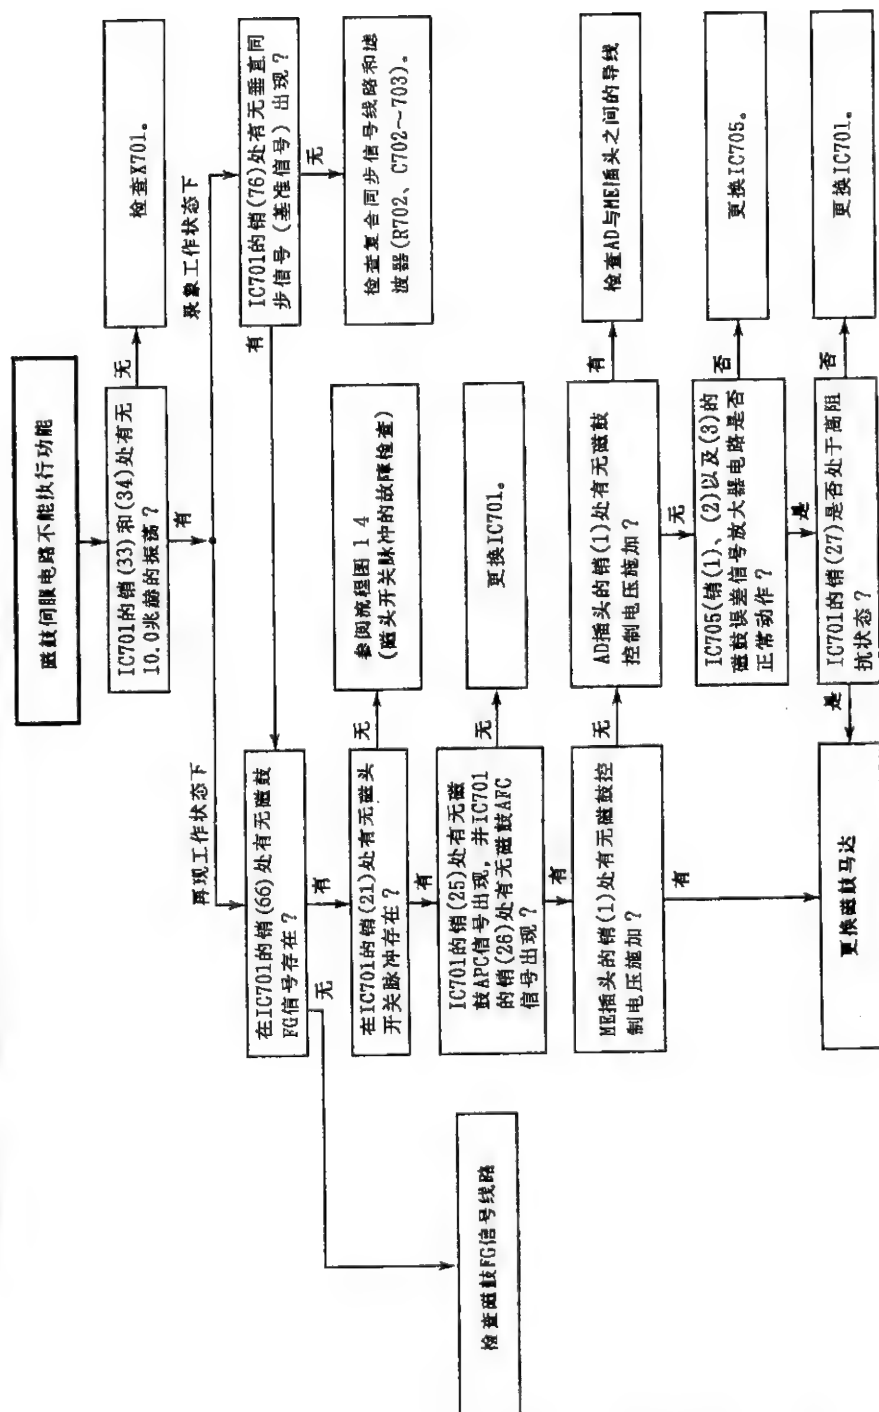 磁鼓伺服电路不能执行功能
IC701的销(33)和(34)处有无
10.0兆赫的振荡?
无
检查X701。
有
再现工作状态下
录象工作状态下
IC701的销(76)处有无垂直同
步信号(基准信号)出现?
有
无
检查复合同步信号线路和滤
波器(R702、C702～703)。
在IC701的销(66)处有无磁鼓
FG信号存在?
无
有
检查磁鼓FG信号线路
在IC701的销(21)处有无磁头
开关脉冲存在?
无
参阅流程图14
(磁头开关脉冲的故障检查)
有
IC701的销(25)处有无磁
鼓APC信号出现,并IC701
的销(26)处有无磁鼓AFC
信号出现?
无
更换IC701。
有
ME插头的销(1)处有无磁鼓控
制电压施加?
无
有
AD插头的销(1)处有无磁鼓
控制电压施加?
有
检查AD与ME插头之间的导线
无
IC705(销(1)、(2)以及(3)的
磁鼓误差信号放大器电路是否
正常动作?
否
更换IC705。
是
IC701的销(27)是否处于高阻
抗状态?
否
更换IC701。
是
更换磁鼓马达